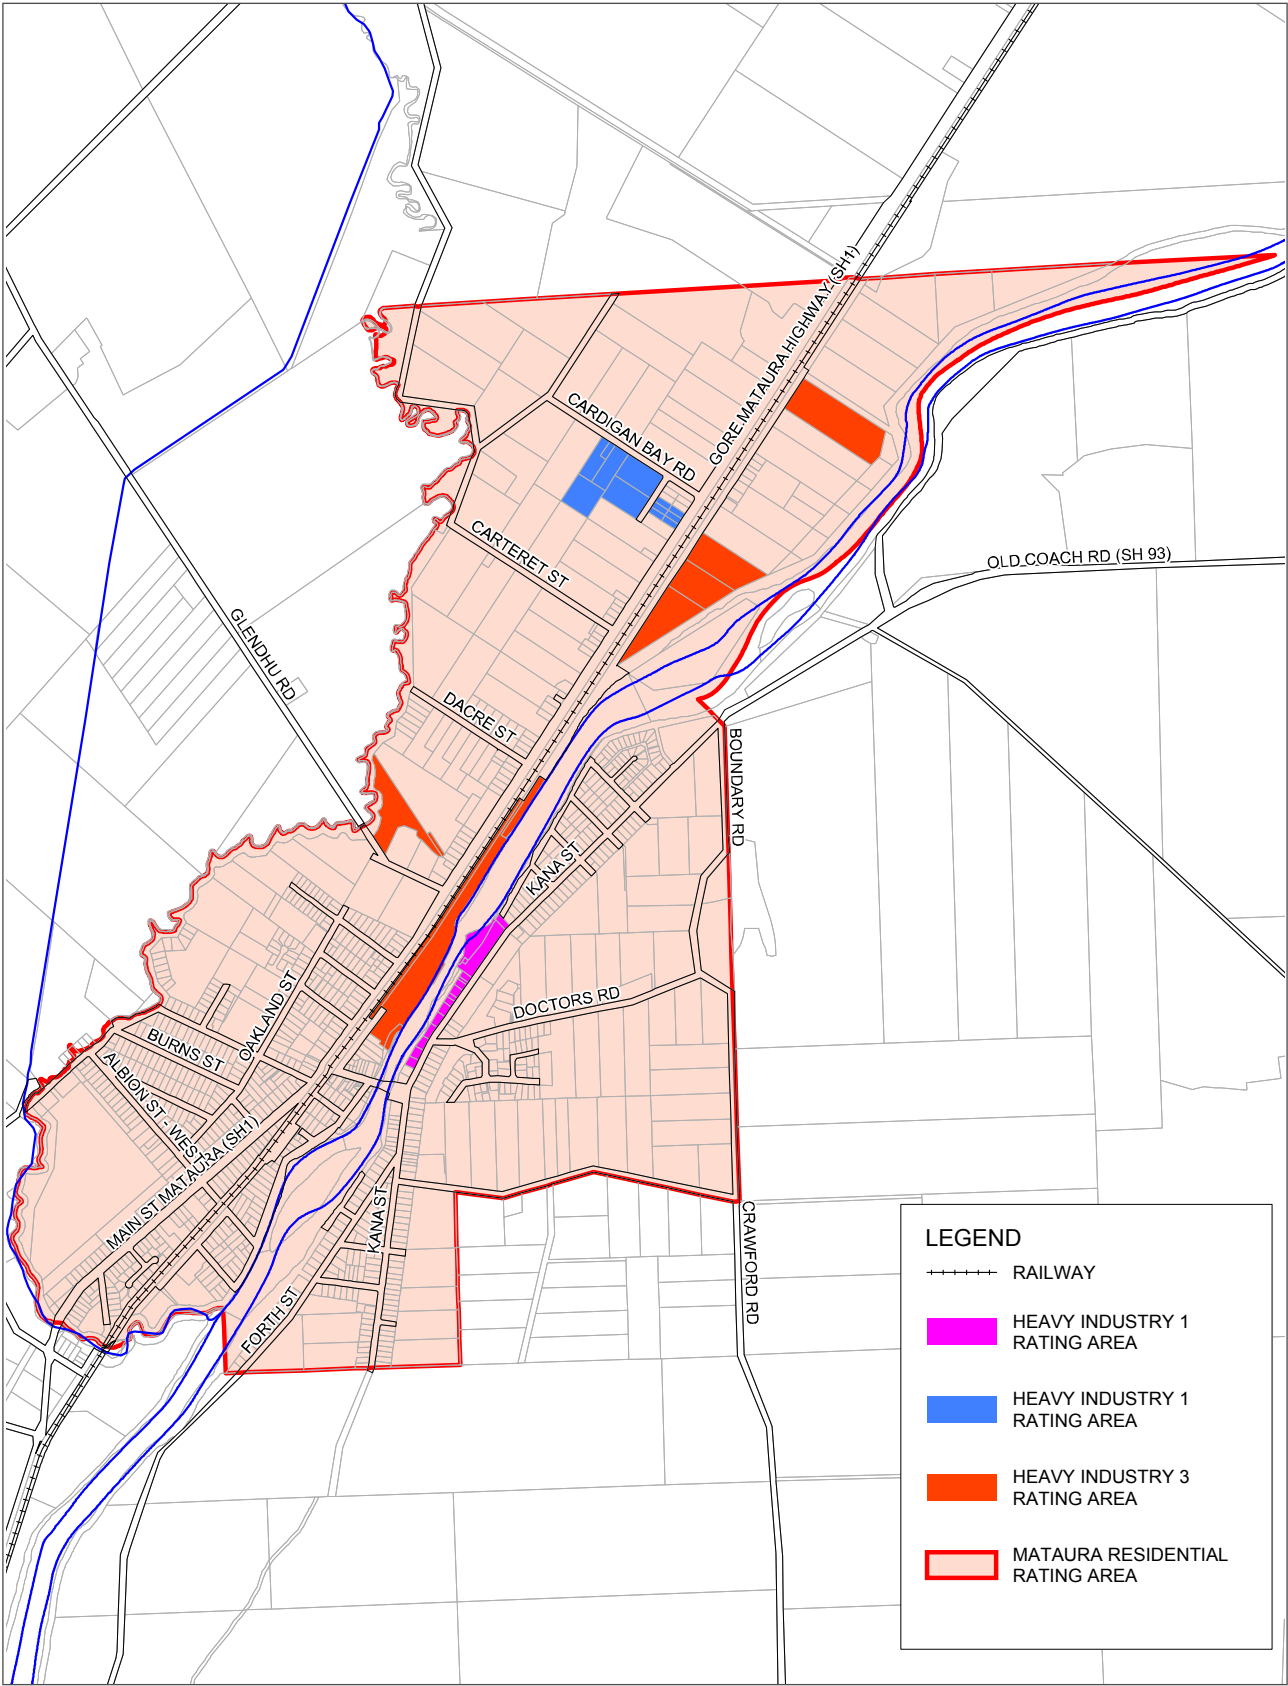 GORE MATAURA HIGHWAY (SH1)
CARDIGAN BAY RD
CARTERET ST
OLD COACH RD (SH 93)
GLENDHU RD
DACRE ST
BOUNDARY RD
KANA ST
OAKLAND ST
DOCTORS RD
BURNS ST
ALBION ST - WEST
MAIN ST MATAURA (SH1)
KANA ST
FORTH ST
CRAWFORD RD
LEGEND
RAILWAY
HEAVY INDUSTRY 1
RATING AREA
HEAVY INDUSTRY 1
RATING AREA
HEAVY INDUSTRY 3
RATING AREA
MATAURA RESIDENTIAL
RATING AREA